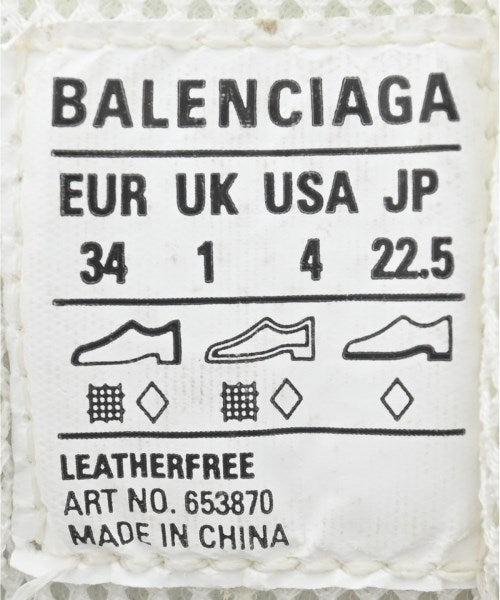 BALENCIAGA
EUR UK USA JP
34 1 4 22.5
LEATHERFREE
ART NO. 653870
MADE IN CHINA